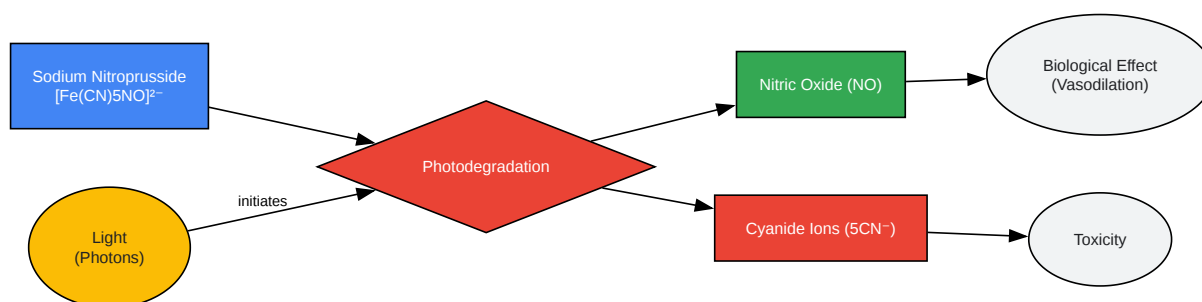 Sodium Nitroprusside
[Fe(CN)5NO]²⁻
Light
(Photons)
initiates
Photodegradation
Nitric Oxide (NO)
Cyanide Ions (5CN⁻)
Biological Effect
(Vasodilation)
Toxicity